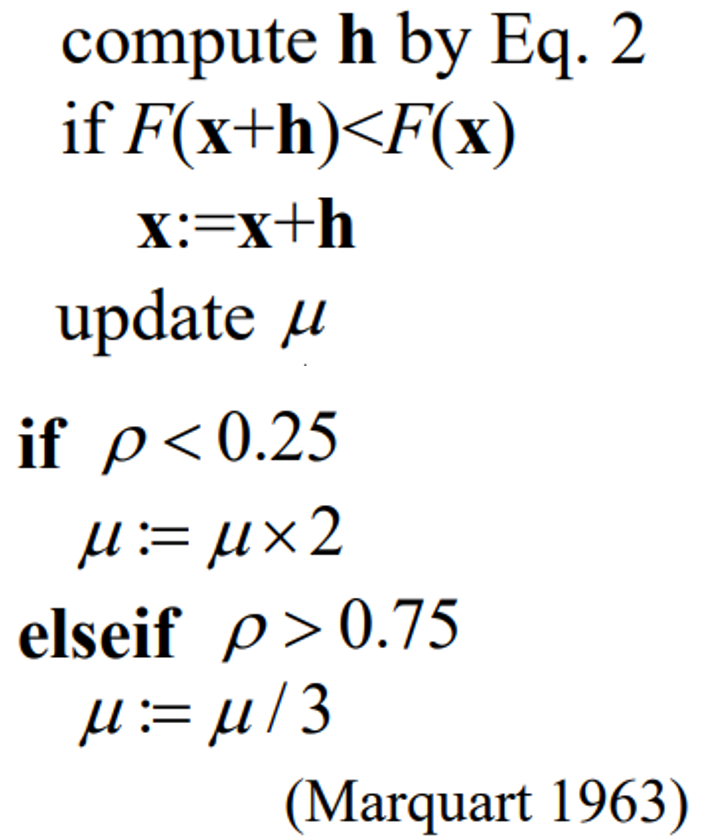 compute h by Eq. 2
if F(x+h)<F(x)
x:=x+h
update μ
if ρ < 0.25
μ := μ × 2
elseif ρ > 0.75
μ := μ / 3
(Marquart 1963)